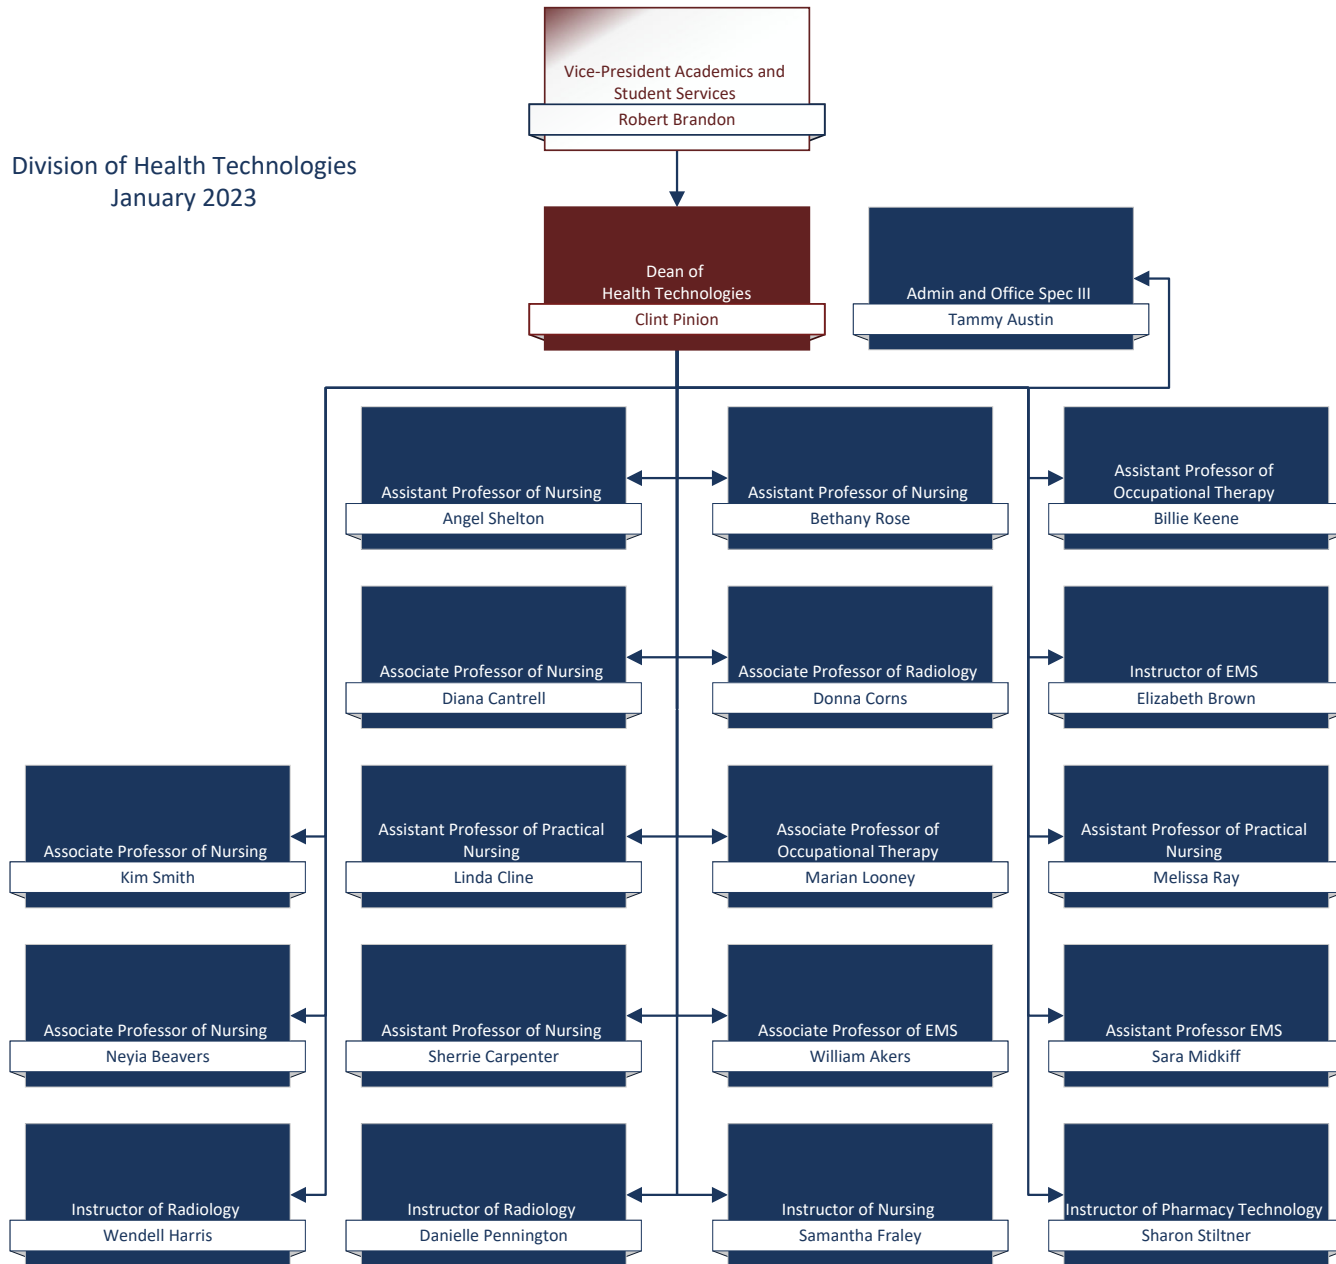 Vice-President Academics and
Student Services
Robert Brandon
Division of Health Technologies
January 2023
Dean of
Health Technologies
Clint Pinion
Admin and Office Spec III
Tammy Austin
Assistant Professor of Nursing
Angel Shelton
Assistant Professor of Nursing
Bethany Rose
Assistant Professor of
Occupational Therapy
Billie Keene
Associate Professor of Nursing
Diana Cantrell
Associate Professor of Radiology
Donna Corns
Instructor of EMS
Elizabeth Brown
Associate Professor of Nursing
Kim Smith
Assistant Professor of Practical
Nursing
Linda Cline
Associate Professor of
Occupational Therapy
Marian Looney
Assistant Professor of Practical
Nursing
Melissa Ray
Associate Professor of Nursing
Neyia Beavers
Assistant Professor of Nursing
Sherrie Carpenter
Associate Professor of EMS
William Akers
Assistant Professor EMS
Sara Midkiff
Instructor of Radiology
Wendell Harris
Instructor of Radiology
Danielle Pennington
Instructor of Nursing
Samantha Fraley
Instructor of Pharmacy Technology
Sharon Stiltner